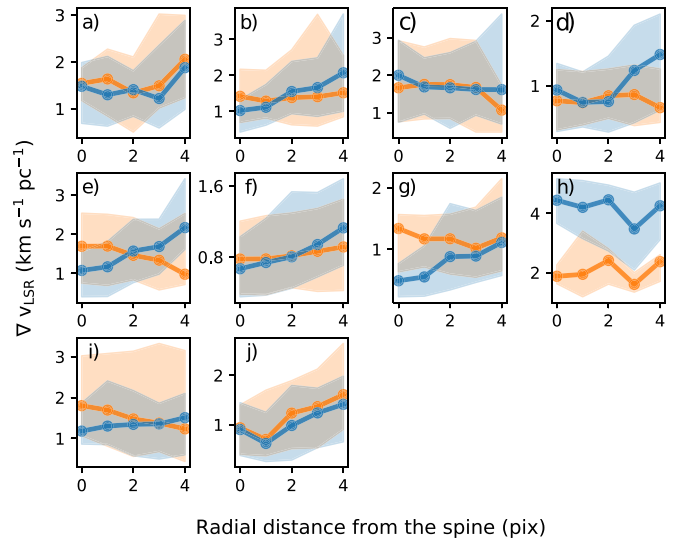 a) b) c) d)
3 3 3 2
2 2 2 1
1 1 1
0 2 4 0 2 4 0 2 4 0 2 4
e) f) g) h)
3 1.6 2 4
2 0.8 1 2
1
0 2 4 0 2 4 0 2 4 0 2 4
i) j)
3 2
2 1
1
0 2 4 0 2 4
∇ v_LSR (km s⁻¹ pc⁻¹)
Radial distance from the spine (pix)